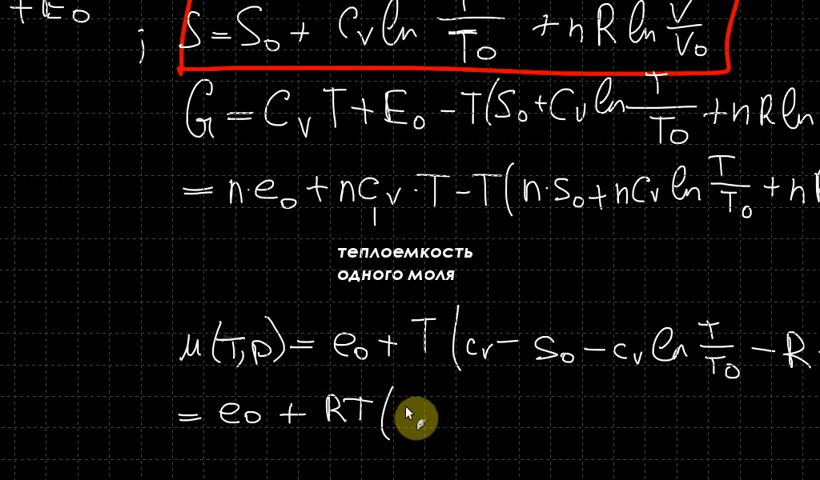 +E₀
; S = S₀ + C_V ln T/T₀ + nR ln V/V₀
G = C_V T + E₀ - T(S₀ + C_V ln T/T₀ + nR ln
= n·e₀ + nc_V·T - T(n·s₀ + nc_V ln T/T₀ + nR
теплоемкость
одного моля
μ(T,p) = e₀ + T(c_V - s₀ - c_V ln T/T₀ - R
= e₀ + RT(